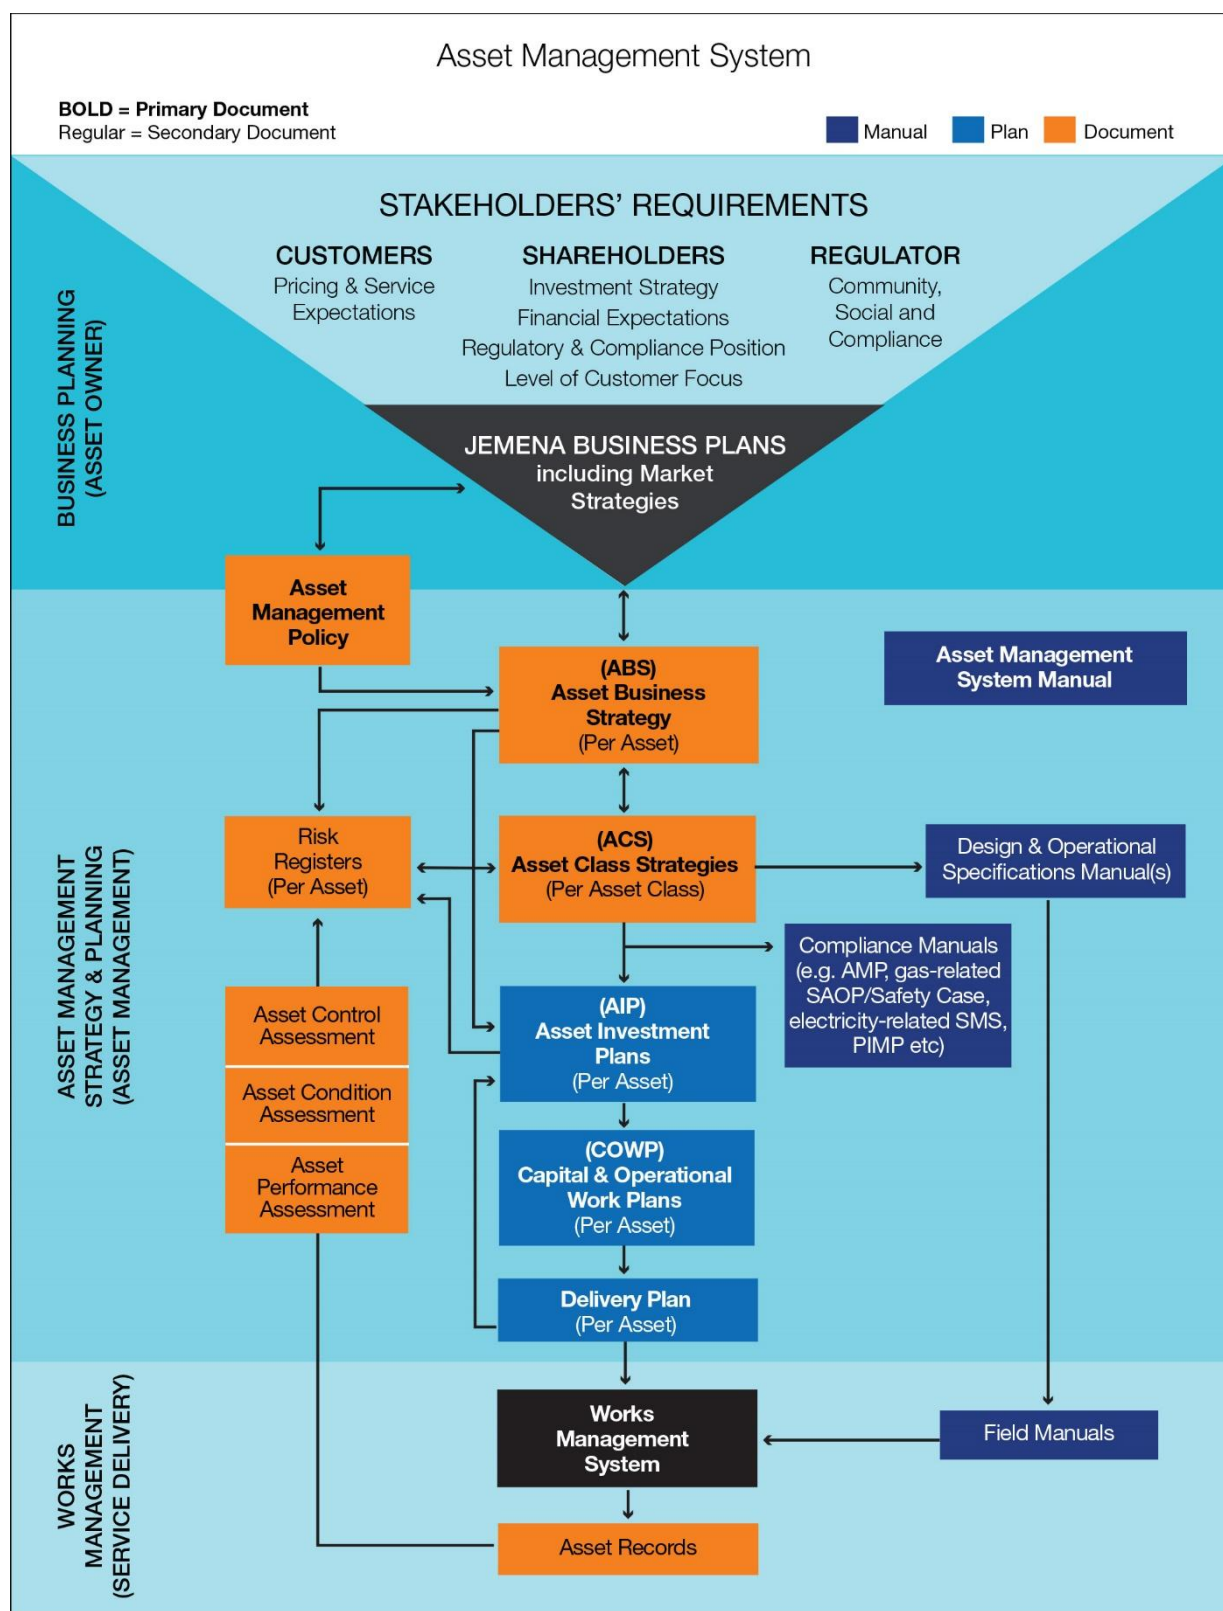 Asset Management System
BOLD = Primary Document
Regular = Secondary Document
Manual
Plan
Document
STAKEHOLDERS' REQUIREMENTS
CUSTOMERS
Pricing & Service
Expectations
SHAREHOLDERS
Investment Strategy
Financial Expectations
Regulatory & Compliance Position
Level of Customer Focus
REGULATOR
Community,
Social and
Compliance
BUSINESS PLANNING
(ASSET OWNER)
JEMENA BUSINESS PLANS
including Market
Strategies
Asset
Management
Policy
(ABS)
Asset Business
Strategy
(Per Asset)
Asset Management
System Manual
ASSET MANAGEMENT
STRATEGY & PLANNING
(ASSET MANAGEMENT)
Risk
Registers
(Per Asset)
(ACS)
Asset Class Strategies
(Per Asset Class)
Design & Operational
Specifications Manual(s)
Compliance Manuals
(e.g. AMP, gas-related
SAOP/Safety Case,
electricity-related SMS,
PIMP etc)
Asset Control
Assessment
Asset Condition
Assessment
Asset
Performance
Assessment
(AIP)
Asset Investment
Plans
(Per Asset)
(COWP)
Capital & Operational
Work Plans
(Per Asset)
Delivery Plan
(Per Asset)
WORKS
MANAGEMENT
(SERVICE DELIVERY)
Works
Management
System
Field Manuals
Asset Records